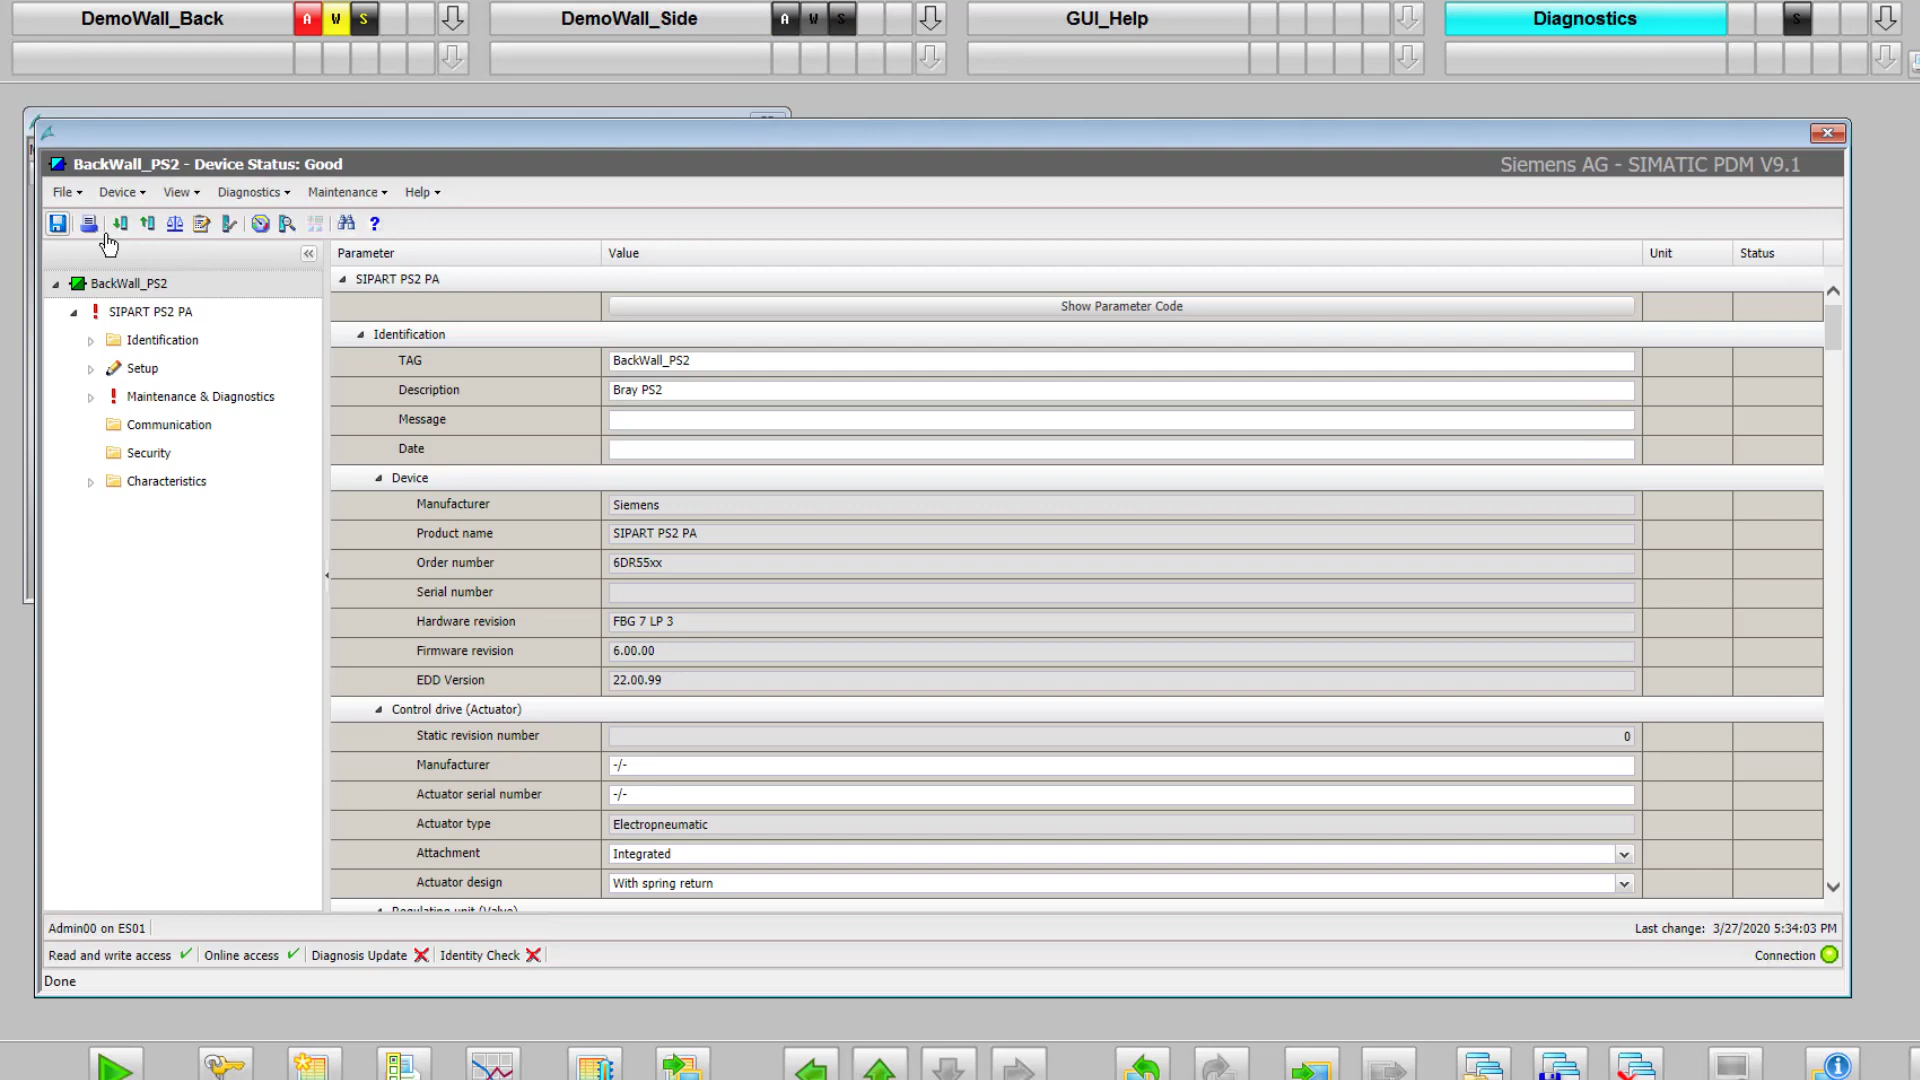 DemoWall_Back A W S
DemoWall_Side A W S
GUI_Help
Diagnostics S
BackWall_PS2 - Device Status: Good
Siemens AG - SIMATIC PDM V9.1
File Device View Diagnostics Maintenance Help
?
BackWall_PS2
SIPART PS2 PA
Identification
Setup
Maintenance & Diagnostics
Communication
Security
Characteristics
Parameter Value Unit Status
SIPART PS2 PA
Show Parameter Code
Identification
TAG BackWall_PS2
Description Bray PS2
Message
Date
Device
Manufacturer Siemens
Product name SIPART PS2 PA
Order number 6DR55xx
Serial number
Hardware revision FBG 7 LP 3
Firmware revision 6.00.00
EDD Version 22.00.99
Control drive (Actuator)
Static revision number 0
Manufacturer -/-
Actuator serial number -/-
Actuator type Electropneumatic
Attachment Integrated
Actuator design With spring return
Regulating unit (Valve)
Admin00 on ES01
Last change: 3/27/2020 5:34:03 PM
Read and write access Online access Diagnosis Update Identity Check
Connection
Done